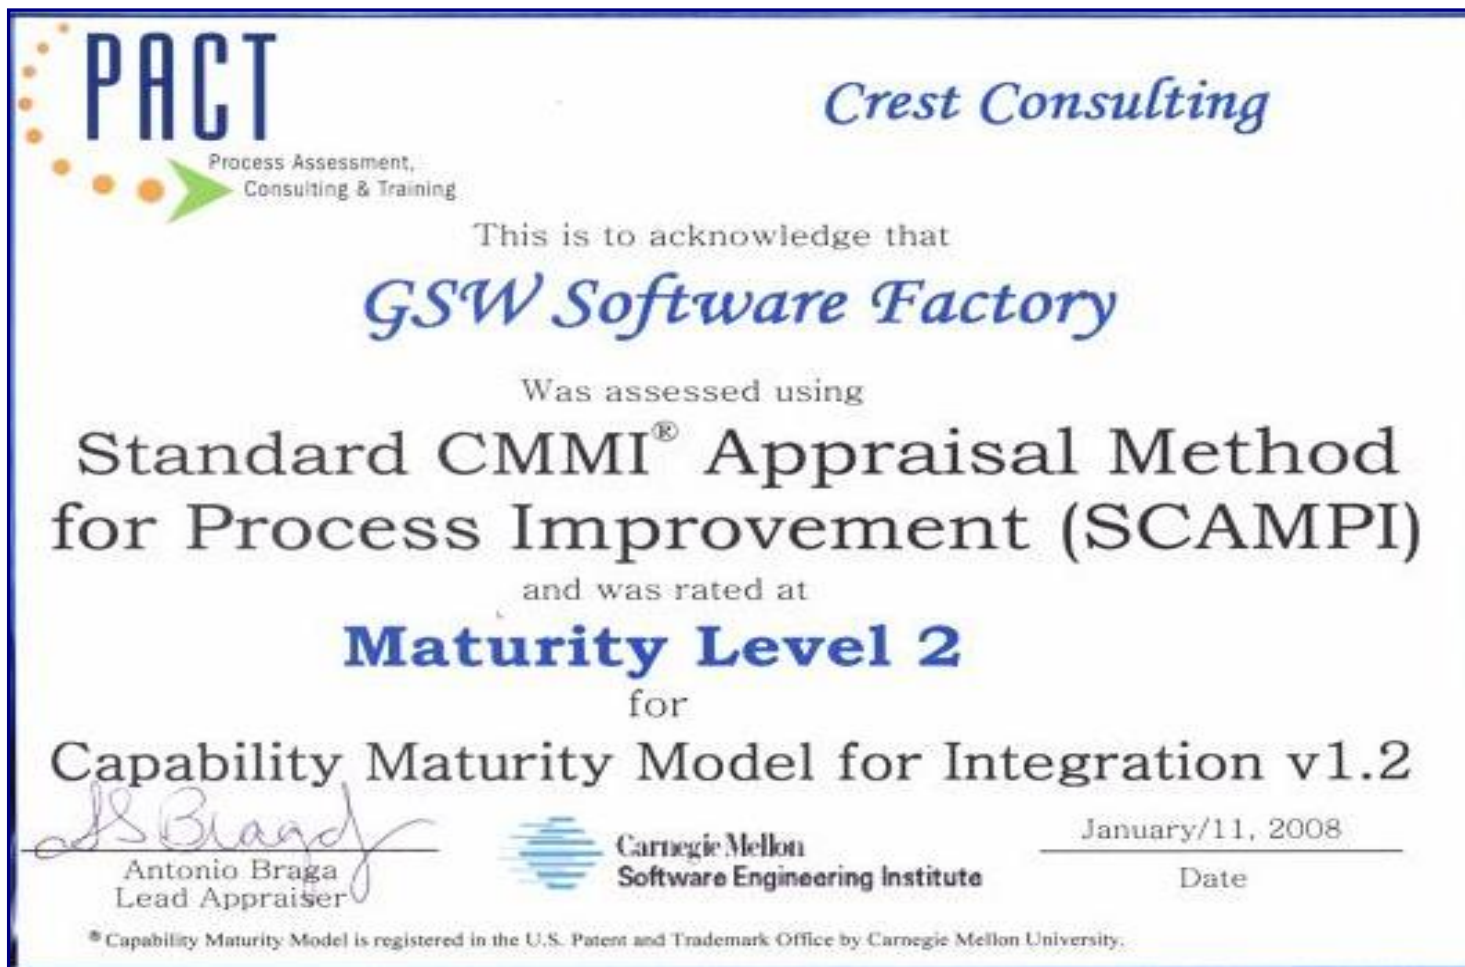 PACT
Process Assessment,
Consulting & Training
Crest Consulting
This is to acknowledge that
GSW Software Factory
Was assessed using
Standard CMMI® Appraisal Method
for Process Improvement (SCAMPI)
and was rated at
Maturity Level 2
for
Capability Maturity Model for Integration v1.2
Antonio Braga
Lead Appraiser
Carnegie Mellon
Software Engineering Institute
January/11, 2008
Date
® Capability Maturity Model is registered in the U.S. Patent and Trademark Office by Carnegie Mellon University.